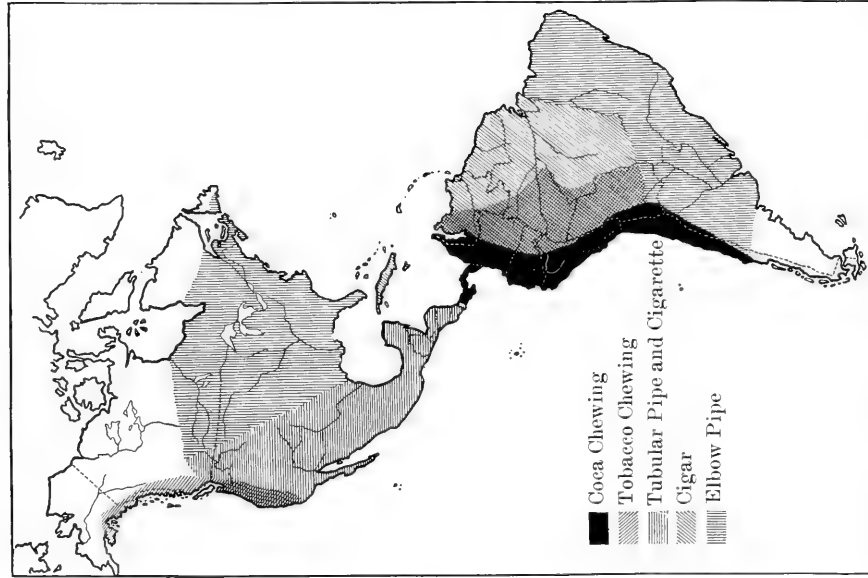 Coca Chewing
Tobacco Chewing
Tubular Pipe and Cigarette
Cigar
Elbow Pipe